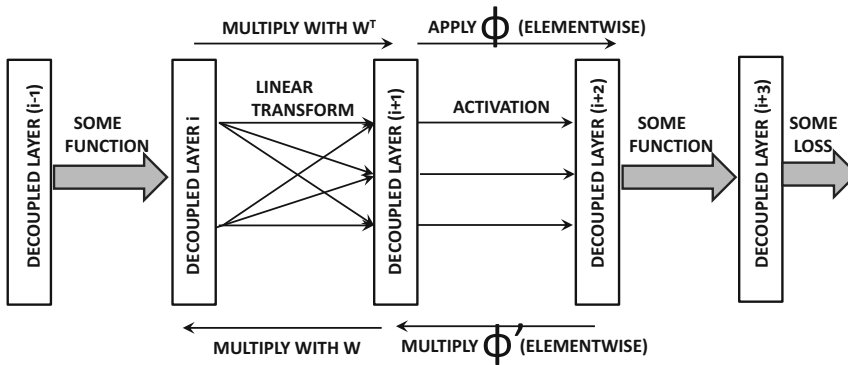 MULTIPLY WITH Wᵀ
APPLY ϕ (ELEMENTWISE)
DECOUPLED LAYER (i-1)
SOME
FUNCTION
DECOUPLED LAYER i
LINEAR
TRANSFORM
DECOUPLED LAYER (i+1)
ACTIVATION
DECOUPLED LAYER (i+2)
SOME
FUNCTION
DECOUPLED LAYER (i+3)
SOME
LOSS
MULTIPLY WITH W
MULTIPLY ϕ′ (ELEMENTWISE)